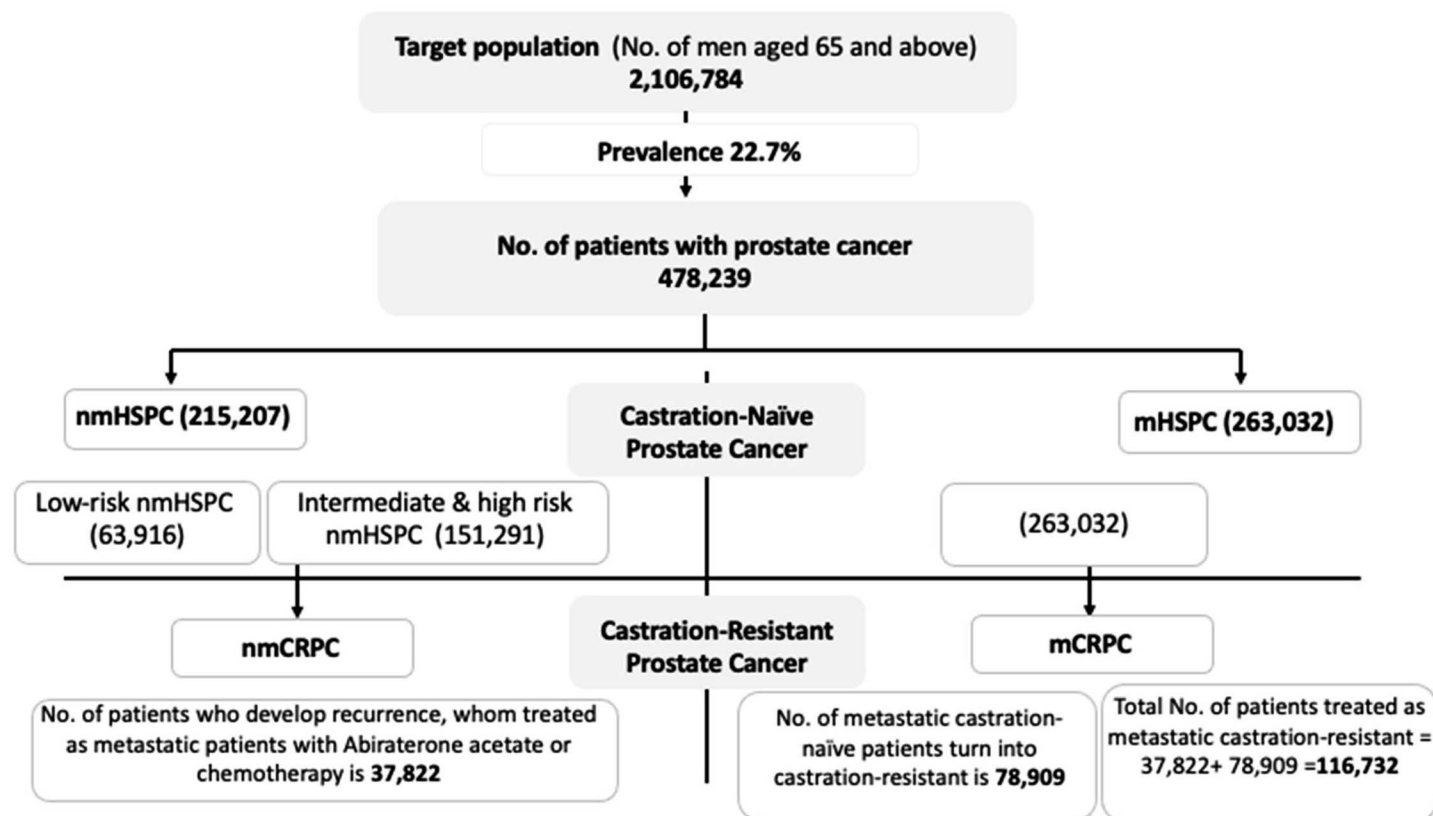 Target population (No. of men aged 65 and above)
2,106,784
Prevalence 22.7%
No. of patients with prostate cancer
478,239
nmHSPC (215,207)
Castration-Naïve
Prostate Cancer
mHSPC (263,032)
Low-risk nmHSPC
(63,916)
Intermediate & high risk
nmHSPC (151,291)
(263,032)
nmCRPC
Castration-Resistant
Prostate Cancer
mCRPC
No. of patients who develop recurrence, whom treated
as metastatic patients with Abiraterone acetate or
chemotherapy is 37,822
No. of metastatic castration-
naïve patients turn into
castration-resistant is 78,909
Total No. of patients treated as
metastatic castration-resistant =
37,822+ 78,909 =116,732